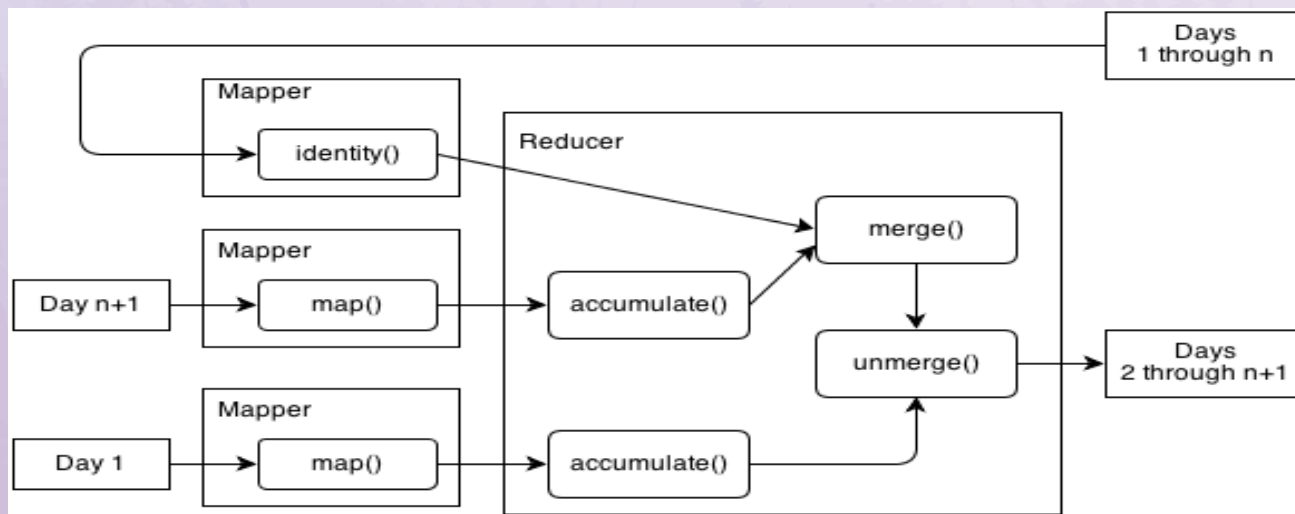 Days
1 through n
Mapper
identity()
Reducer
merge()
Mapper
Day n+1
map()
accumulate()
unmerge()
Days
2 through n+1
Mapper
Day 1
map()
accumulate()